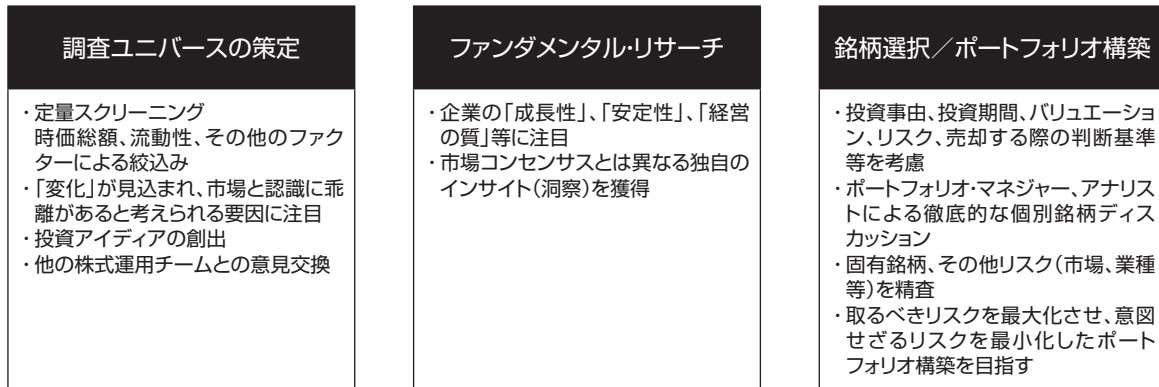 調査ユニバースの策定
・定量スクリーニング
時価総額、流動性、その他のファク
ターによる絞込み
・「変化」が見込まれ、市場と認識に乖
離があると考えられる要因に注目
・投資アイディアの創出
・他の株式運用チームとの意見交換
ファンダメンタル・リサーチ
・企業の「成長性」、「安定性」、「経営
の質」等に注目
・市場コンセンサスとは異なる独自の
インサイト(洞察)を獲得
銘柄選択／ポートフォリオ構築
・投資事由、投資期間、バリュエーショ
ン、リスク、売却する際の判断基準
等を考慮
・ポートフォリオ・マネジャー、アナリス
トによる徹底的な個別銘柄ディス
カッション
・固有銘柄、その他リスク(市場、業種
等)を精査
・取るべきリスクを最大化させ、意図
せざるリスクを最小化したポート
フォリオ構築を目指す